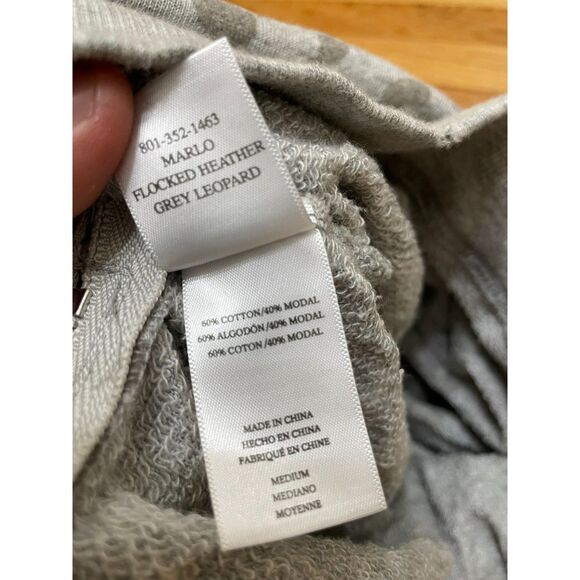 801-352-1463
MARLO
FLOCKED HEATHER
GREY LEOPARD
60% COTTON/40% MODAL
60% ALGODÓN/40% MODAL
60% COTON/40% MODAL
MADE IN CHINA
HECHO EN CHINA
FABRIQUÉ EN CHINE
MEDIUM
MEDIANO
MOYENNE